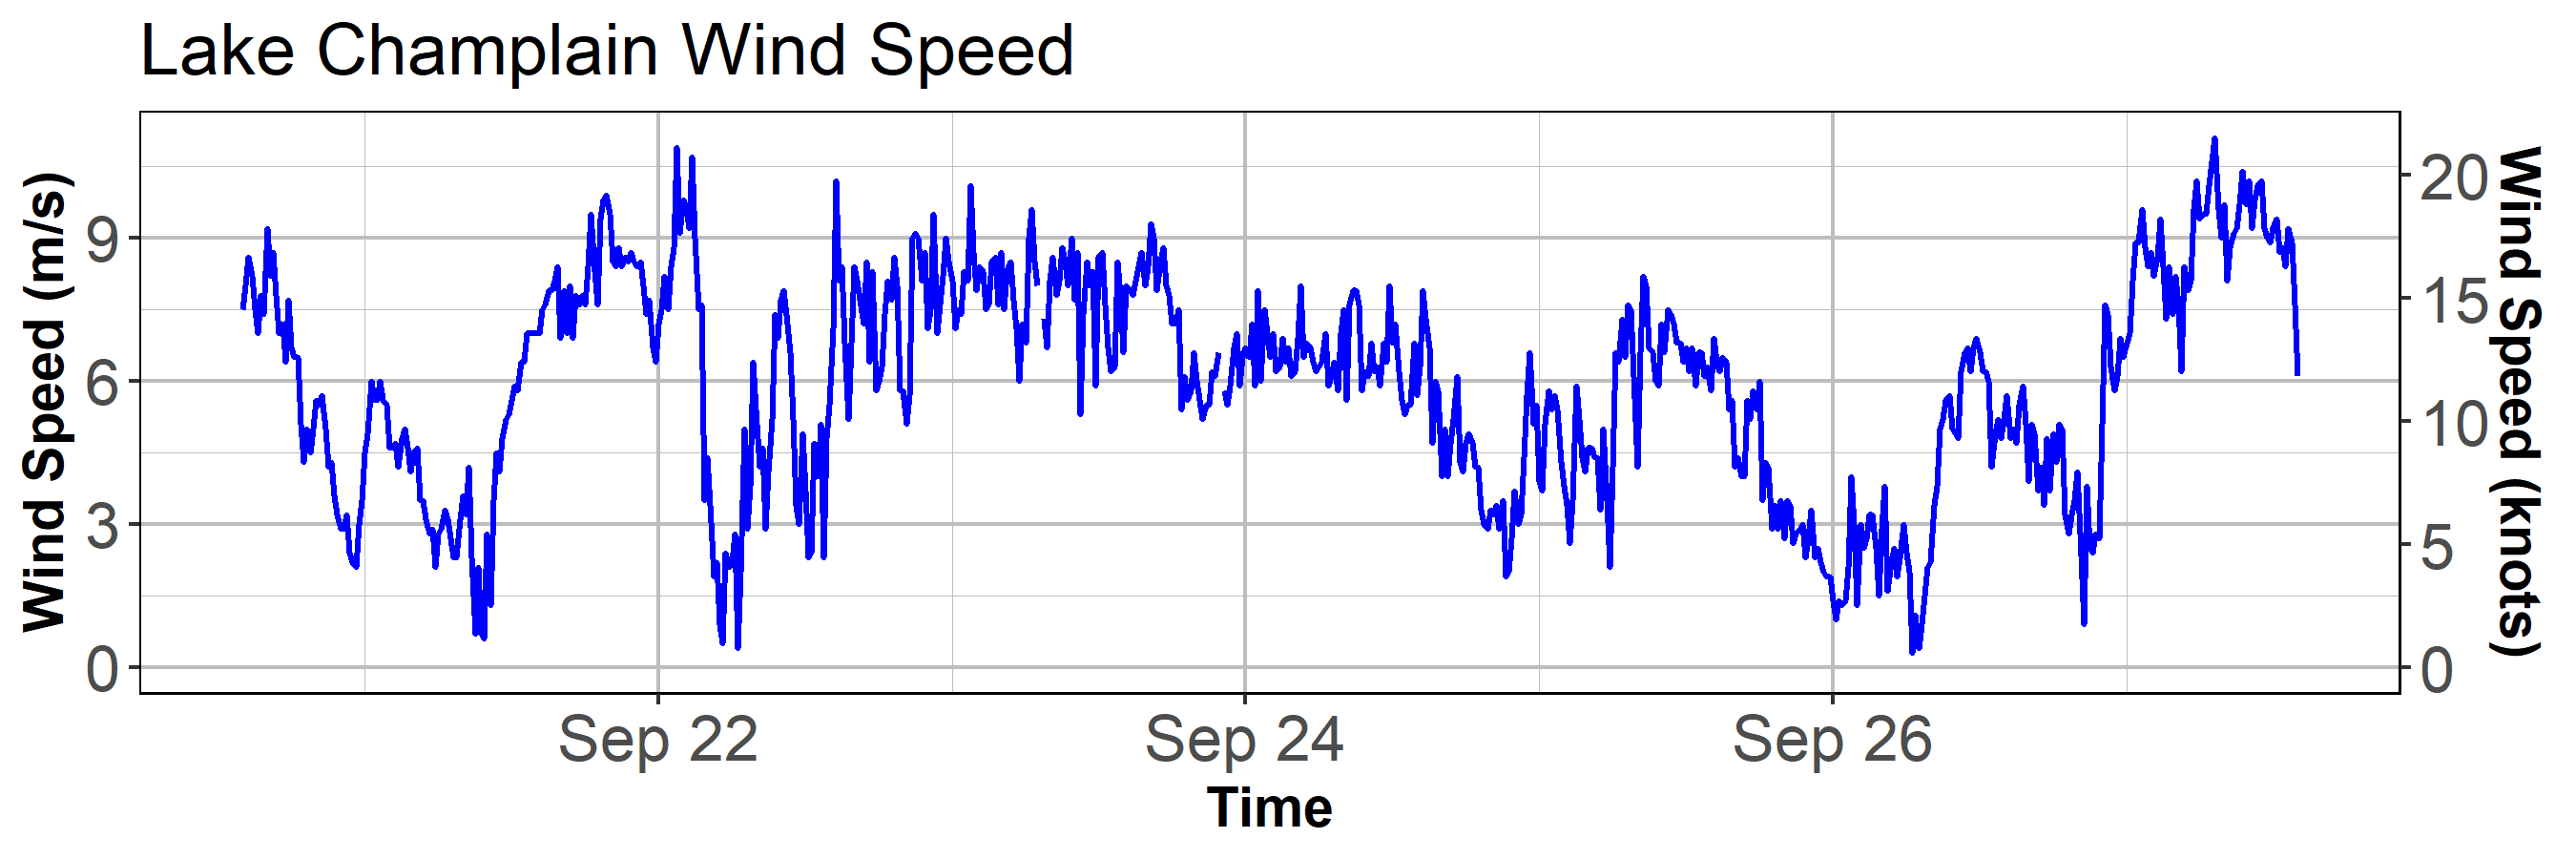 Lake Champlain Wind Speed
Wind Speed (m/s)
9
6
3
0
20
15
10
5
0
Wind Speed (knots)
Sep 22 Sep 24 Sep 26
Time